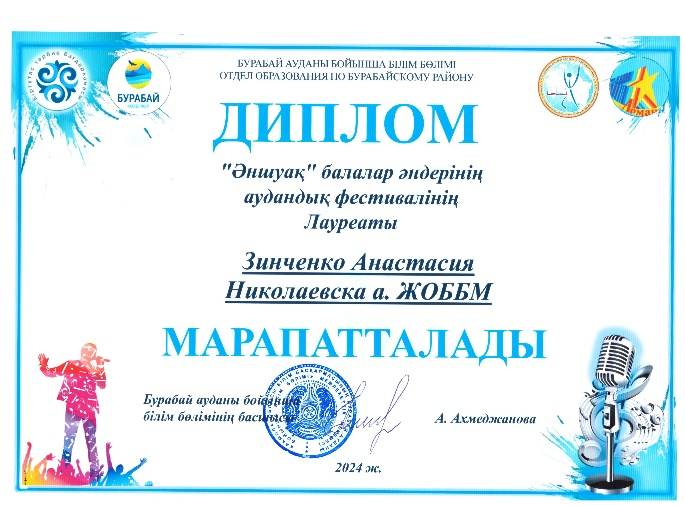 БУРАБАЙ АУДАНЫ БОЙЫНША БІЛІМ БӨЛІМІ
ОТДЕЛ ОБРАЗОВАНИЯ ПО БУРАБАЙСКОМУ РАЙОНУ
БУРАБАЙ
ДИПЛОМ
"Әншуақ" балалар әндерінің
аудандық фестивалінің
Лауреаты
Зинченко Анастасия
Николаевска а. ЖОББМ
МАРАПАТТАЛАДЫ
Бурабай ауданы бойынша
білім бөлімінің басшысы
А. Ахмеджанова
2024 ж.